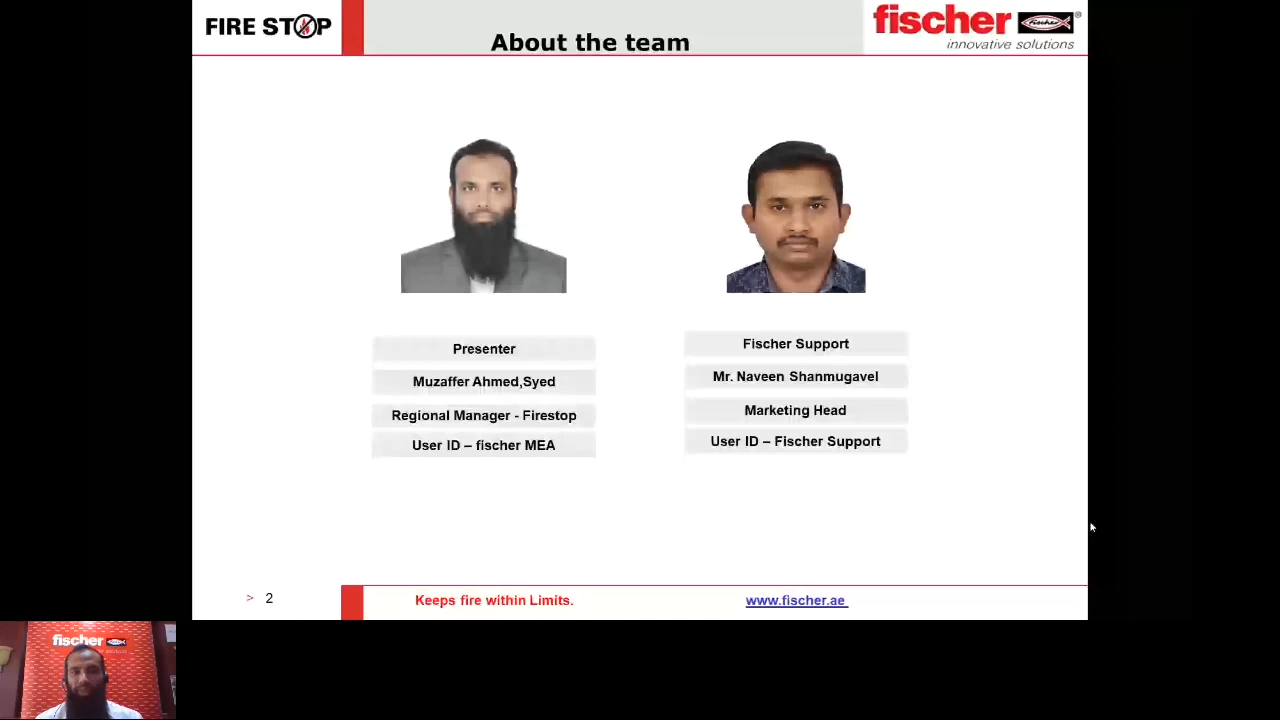 FIRE STOP
About the team
fischer
fischer
innovative solutions
Presenter
Muzaffer Ahmed,Syed
Regional Manager - Firestop
User ID – fischer MEA
Fischer Support
Mr. Naveen Shanmugavel
Marketing Head
User ID – Fischer Support
> 2
Keeps fire within Limits.
www.fischer.ae
fischer